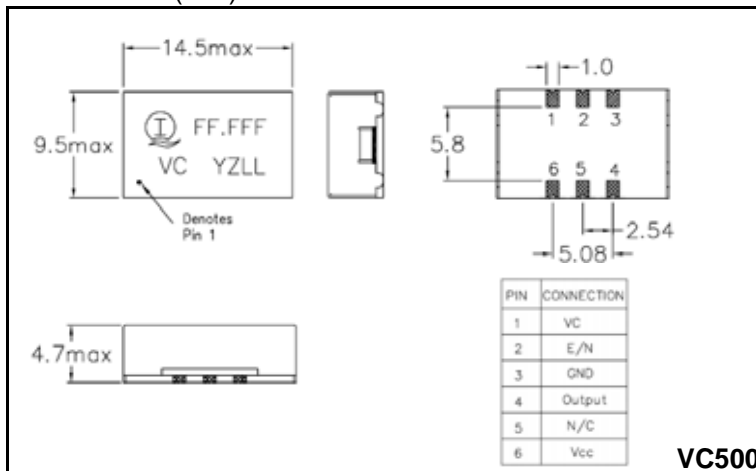 14.5max
9.5max
I FF.FFF
VC YZLL
Denotes
Pin 1
1.0
1 2 3
5.8
6 5 4
2.54
5.08
4.7max
PIN CONNECTION
1 VC
2 E/N
3 GND
4 Output
5 N/C
6 Vcc
VC500